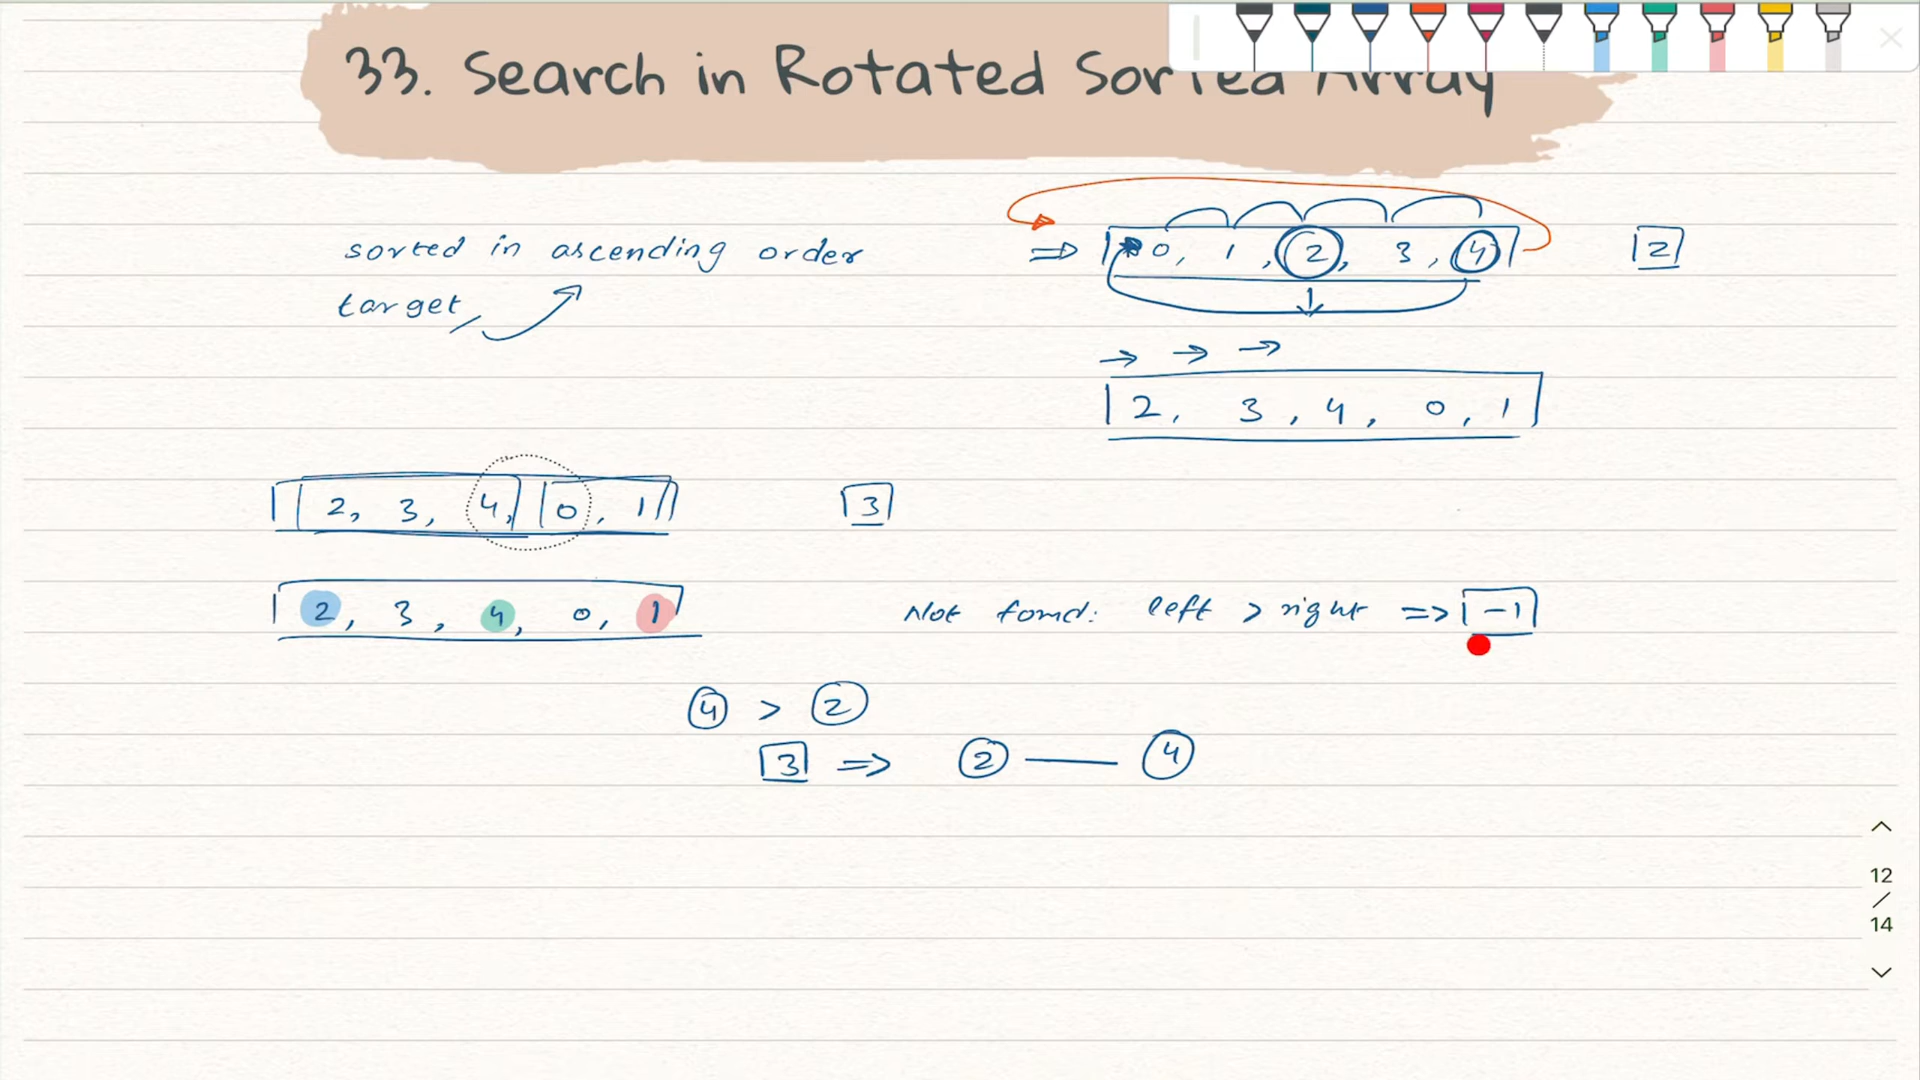 33. Search in Rotated Sorted Array
sorted in ascending order
target
⇒ 0, 1, 2, 3, 4
2
2, 3, 4, 0, 1
2, 3, 4, 0, 1
3
2, 3, 4, 0, 1
Not found: left > right => -1
4 > 2
3 => 2 — 4
12
/
14